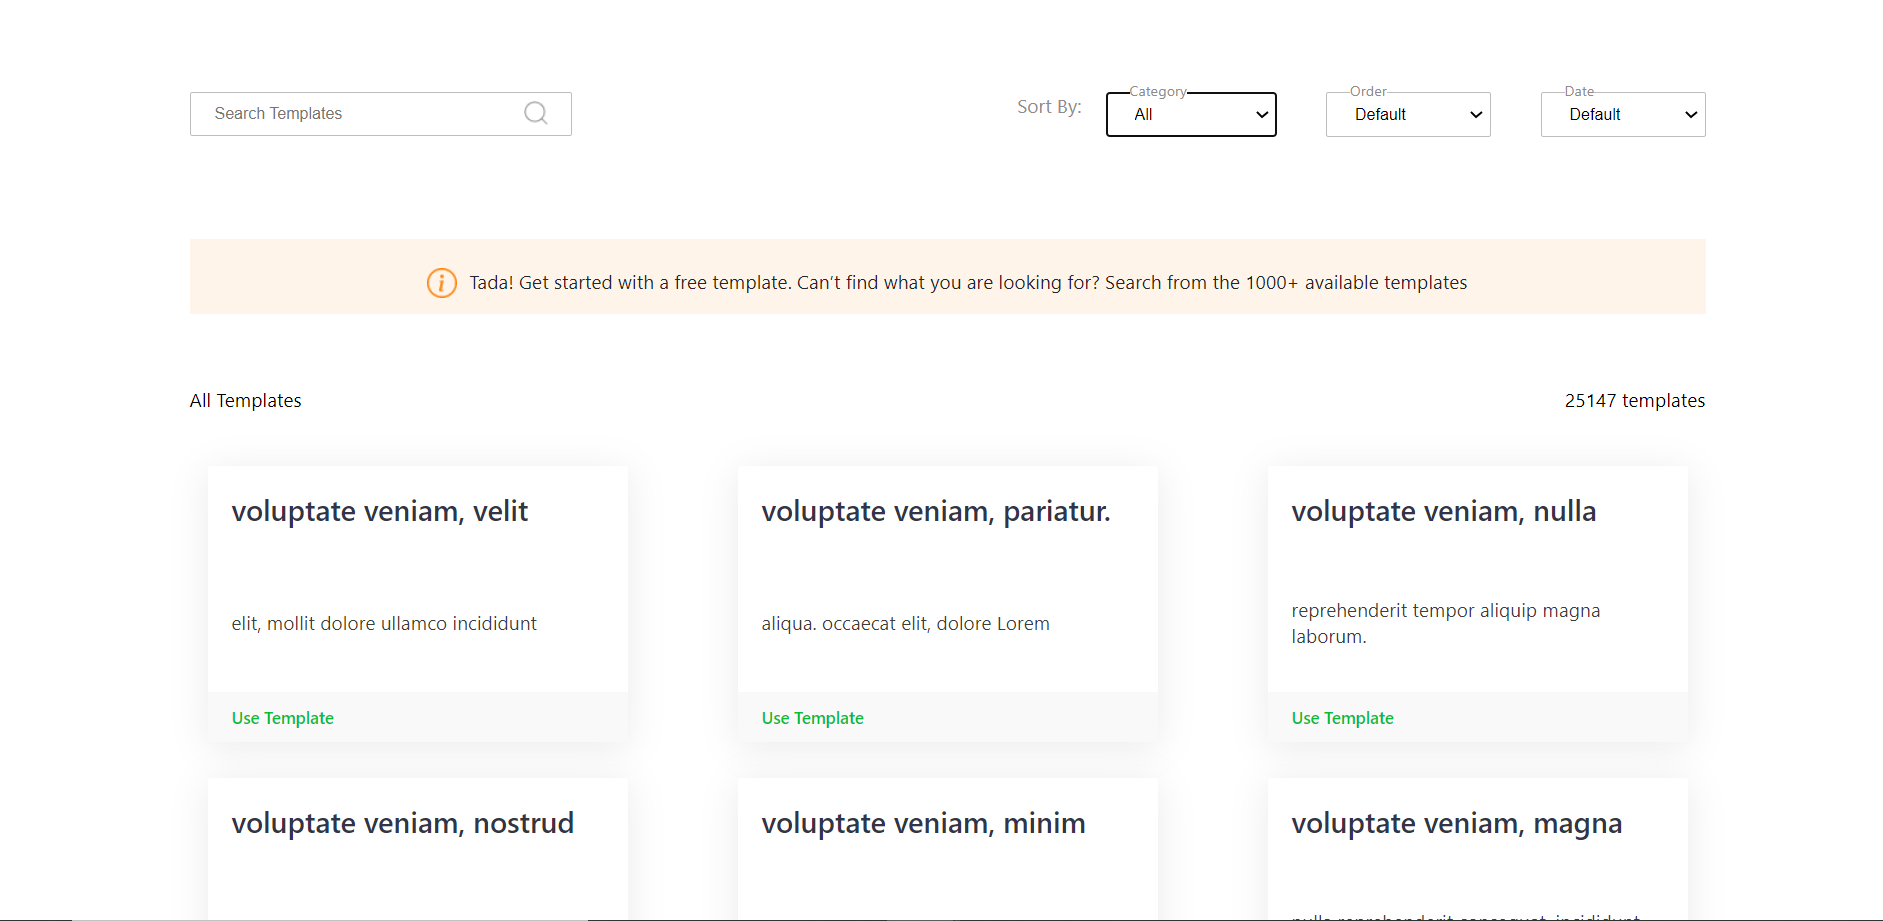 Search Templates
Sort By:
Category
All
Order
Default
Date
Default
Tada! Get started with a free template. Can’t find what you are looking for? Search from the 1000+ available templates
All Templates
25147 templates
voluptate veniam, velit
elit, mollit dolore ullamco incididunt
Use Template
voluptate veniam, pariatur.
aliqua. occaecat elit, dolore Lorem
Use Template
voluptate veniam, nulla
reprehenderit tempor aliquip magna
laborum.
Use Template
voluptate veniam, nostrud
voluptate veniam, minim
voluptate veniam, magna